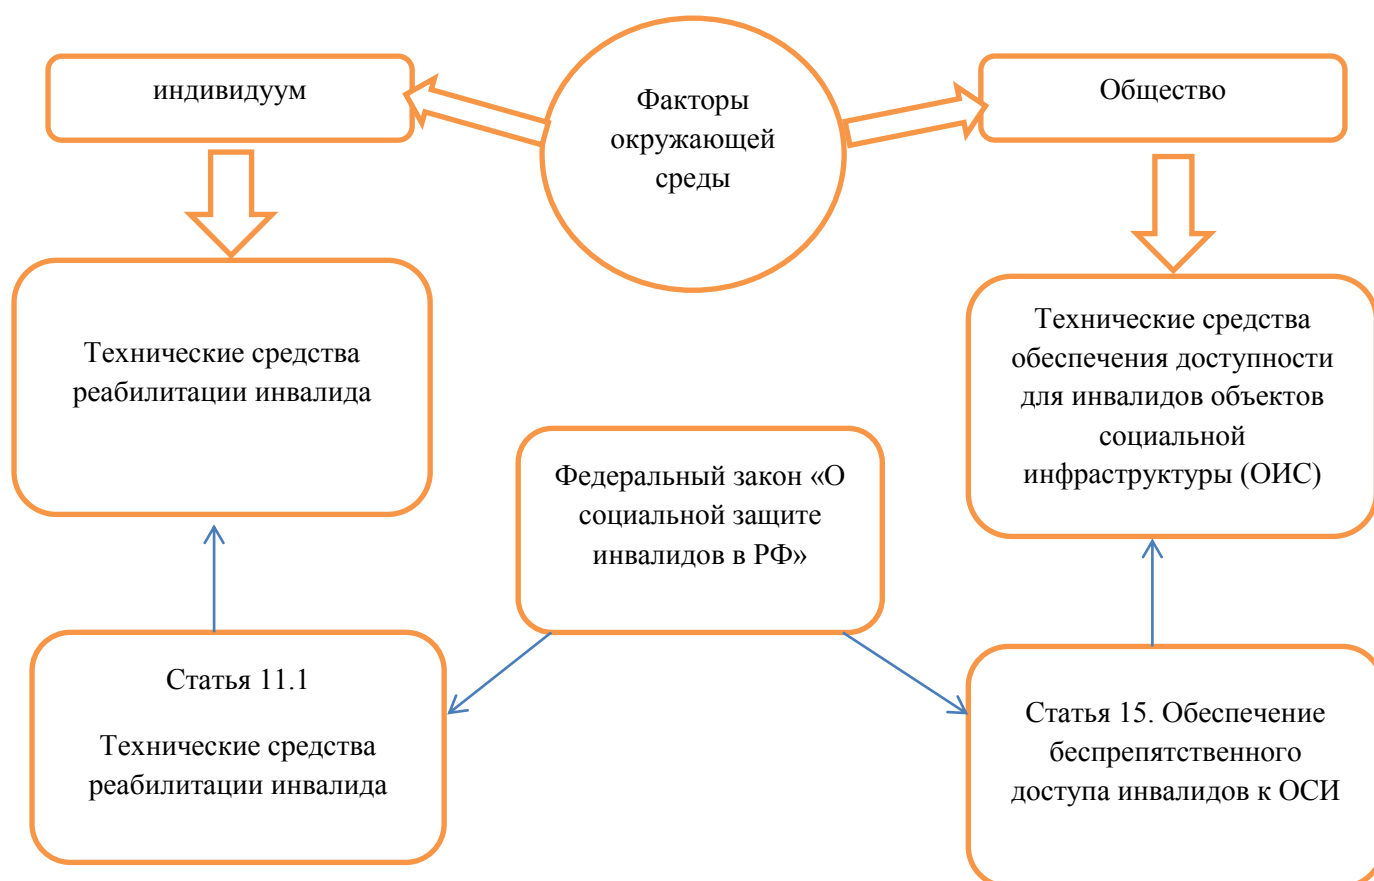 индивидуум
Факторы
окружающей
среды
Общество
Технические средства
реабилитации инвалида
Технические средства
обеспечения доступности
для инвалидов объектов
социальной
инфраструктуры (ОИС)
Федеральный закон «О
социальной защите
инвалидов в РФ»
Статья 11.1
Технические средства
реабилитации инвалида
Статья 15. Обеспечение
беспрепятственного
доступа инвалидов к ОСИ